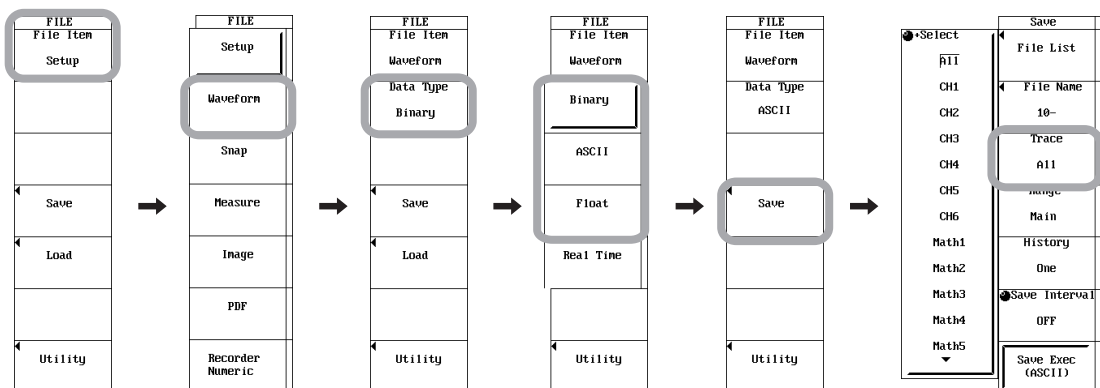 FILE
File Item
Setup
Save
Load
Utility
FILE
Setup
Waveform
Snap
Measure
Image
PDF
Recorder
Numeric
FILE
File Item
Waveform
Data Type
Binary
Save
Load
Utility
FILE
File Item
Waveform
Binary
ASCII
Float
Real Time
Utility
FILE
File Item
Waveform
Data Type
ASCII
Save
Utility
Select
All
CH1
CH2
CH3
CH4
CH5
CH6
Math1
Math2
Math3
Math4
Math5
Save
File List
File Name
10-
Trace
All
Range
Main
History
One
Save Interval
OFF
Save Exec
(ASCII)